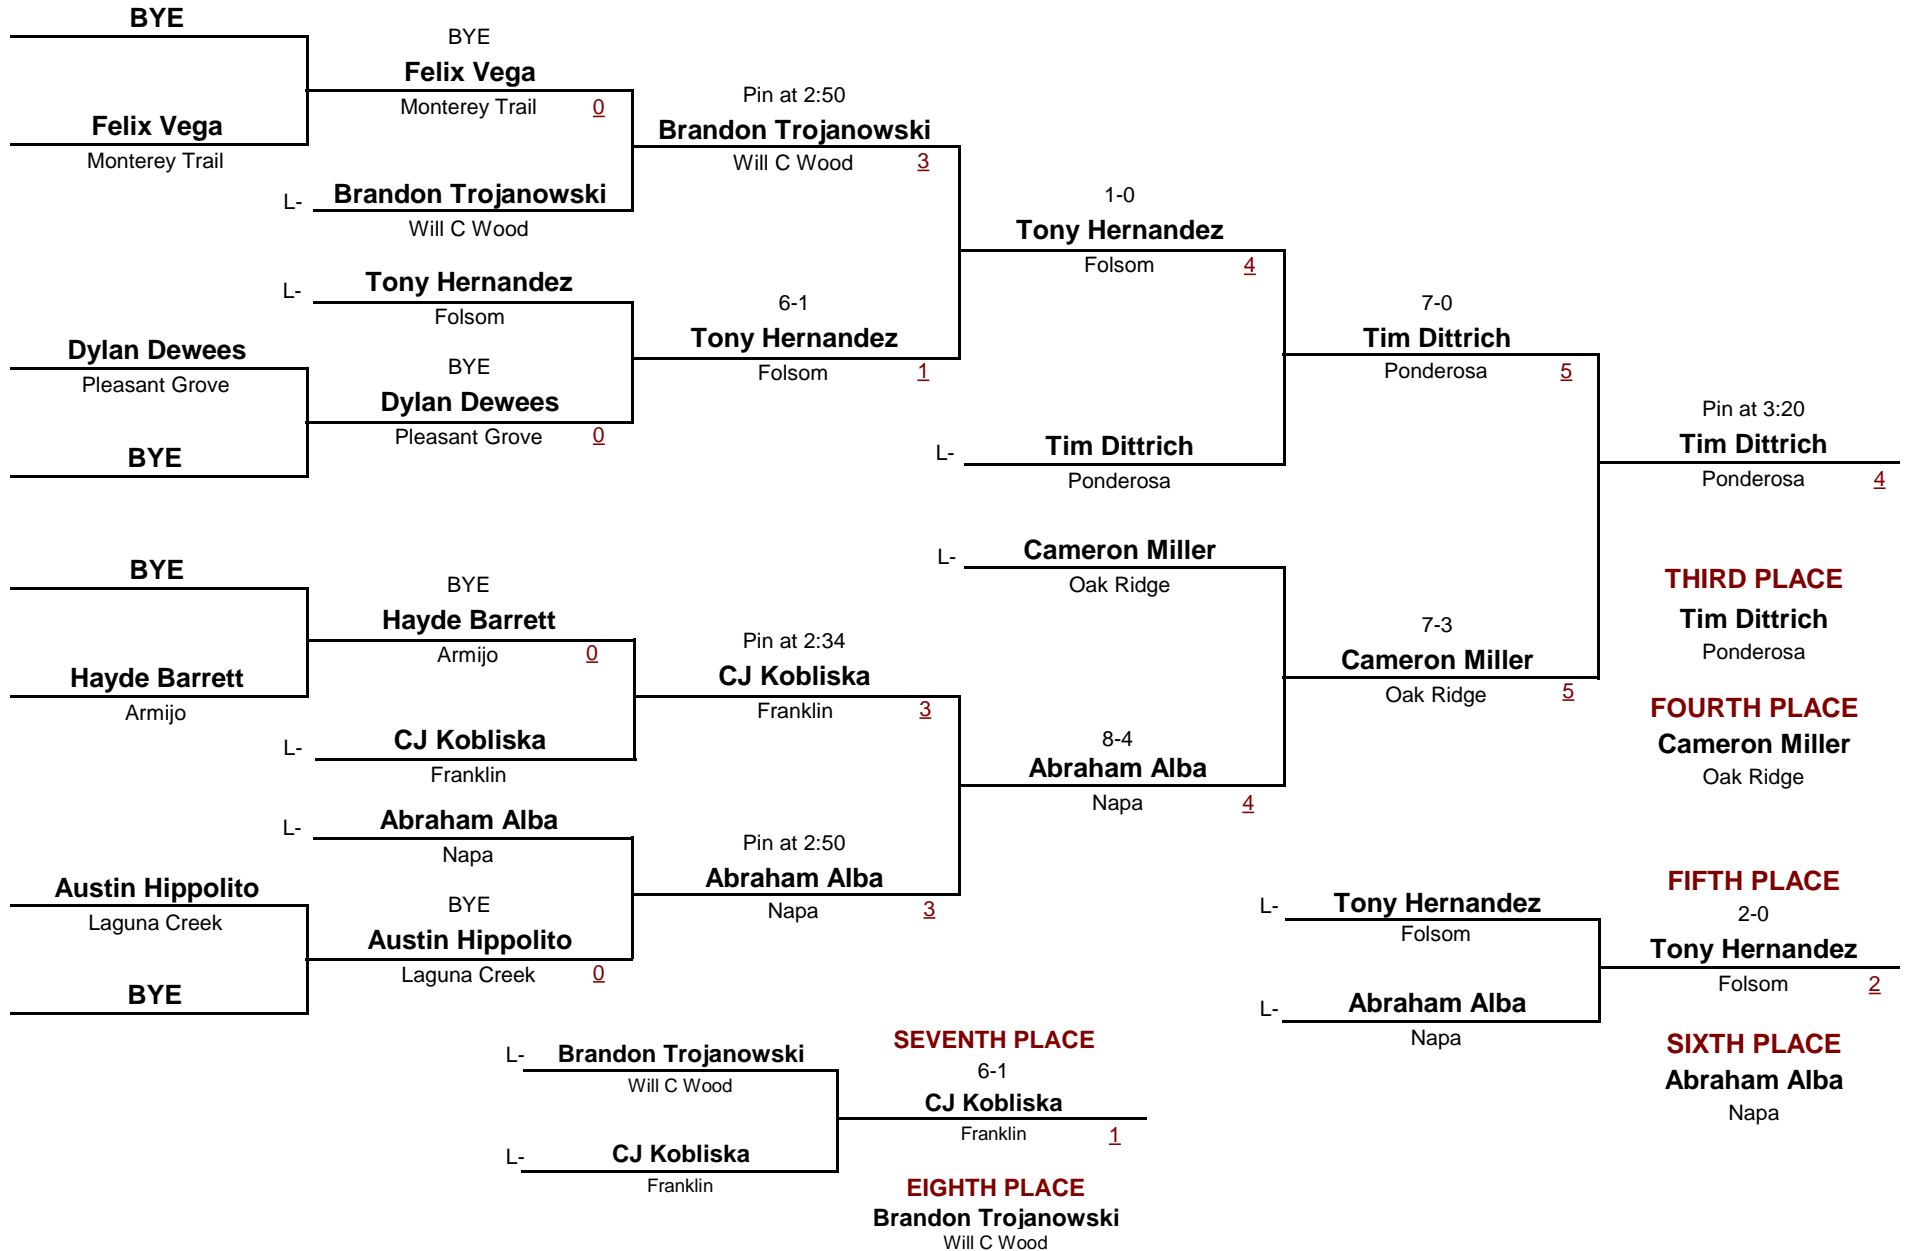 BYE
Felix Vega
Monterey Trail
BYE
Felix Vega
Monterey Trail 0
L- Brandon Trojanowski
Will C Wood
Pin at 2:50
Brandon Trojanowski
Will C Wood 3
L- Tony Hernandez
Folsom
Dylan Dewees
Pleasant Grove
BYE
BYE
Dylan Dewees
Pleasant Grove 0
6-1
Tony Hernandez
Folsom 1
1-0
Tony Hernandez
Folsom 4
L- Tim Dittrich
Ponderosa
7-0
Tim Dittrich
Ponderosa 5
BYE
Hayde Barrett
Armijo
BYE
Hayde Barrett
Armijo 0
L- CJ Kobliska
Franklin
Pin at 2:34
CJ Kobliska
Franklin 3
L- Abraham Alba
Napa
Austin Hippolito
Laguna Creek
BYE
BYE
Austin Hippolito
Laguna Creek 0
Pin at 2:50
Abraham Alba
Napa 3
L- Cameron Miller
Oak Ridge
8-4
Abraham Alba
Napa 4
7-3
Cameron Miller
Oak Ridge 5
Pin at 3:20
Tim Dittrich
Ponderosa 4
THIRD PLACE
Tim Dittrich
Ponderosa
FOURTH PLACE
Cameron Miller
Oak Ridge
L- Tony Hernandez
Folsom
L- Abraham Alba
Napa
FIFTH PLACE
2-0
Tony Hernandez
Folsom 2
SIXTH PLACE
Abraham Alba
Napa
L- Brandon Trojanowski
Will C Wood
L- CJ Kobliska
Franklin
SEVENTH PLACE
6-1
CJ Kobliska
Franklin 1
EIGHTH PLACE
Brandon Trojanowski
Will C Wood